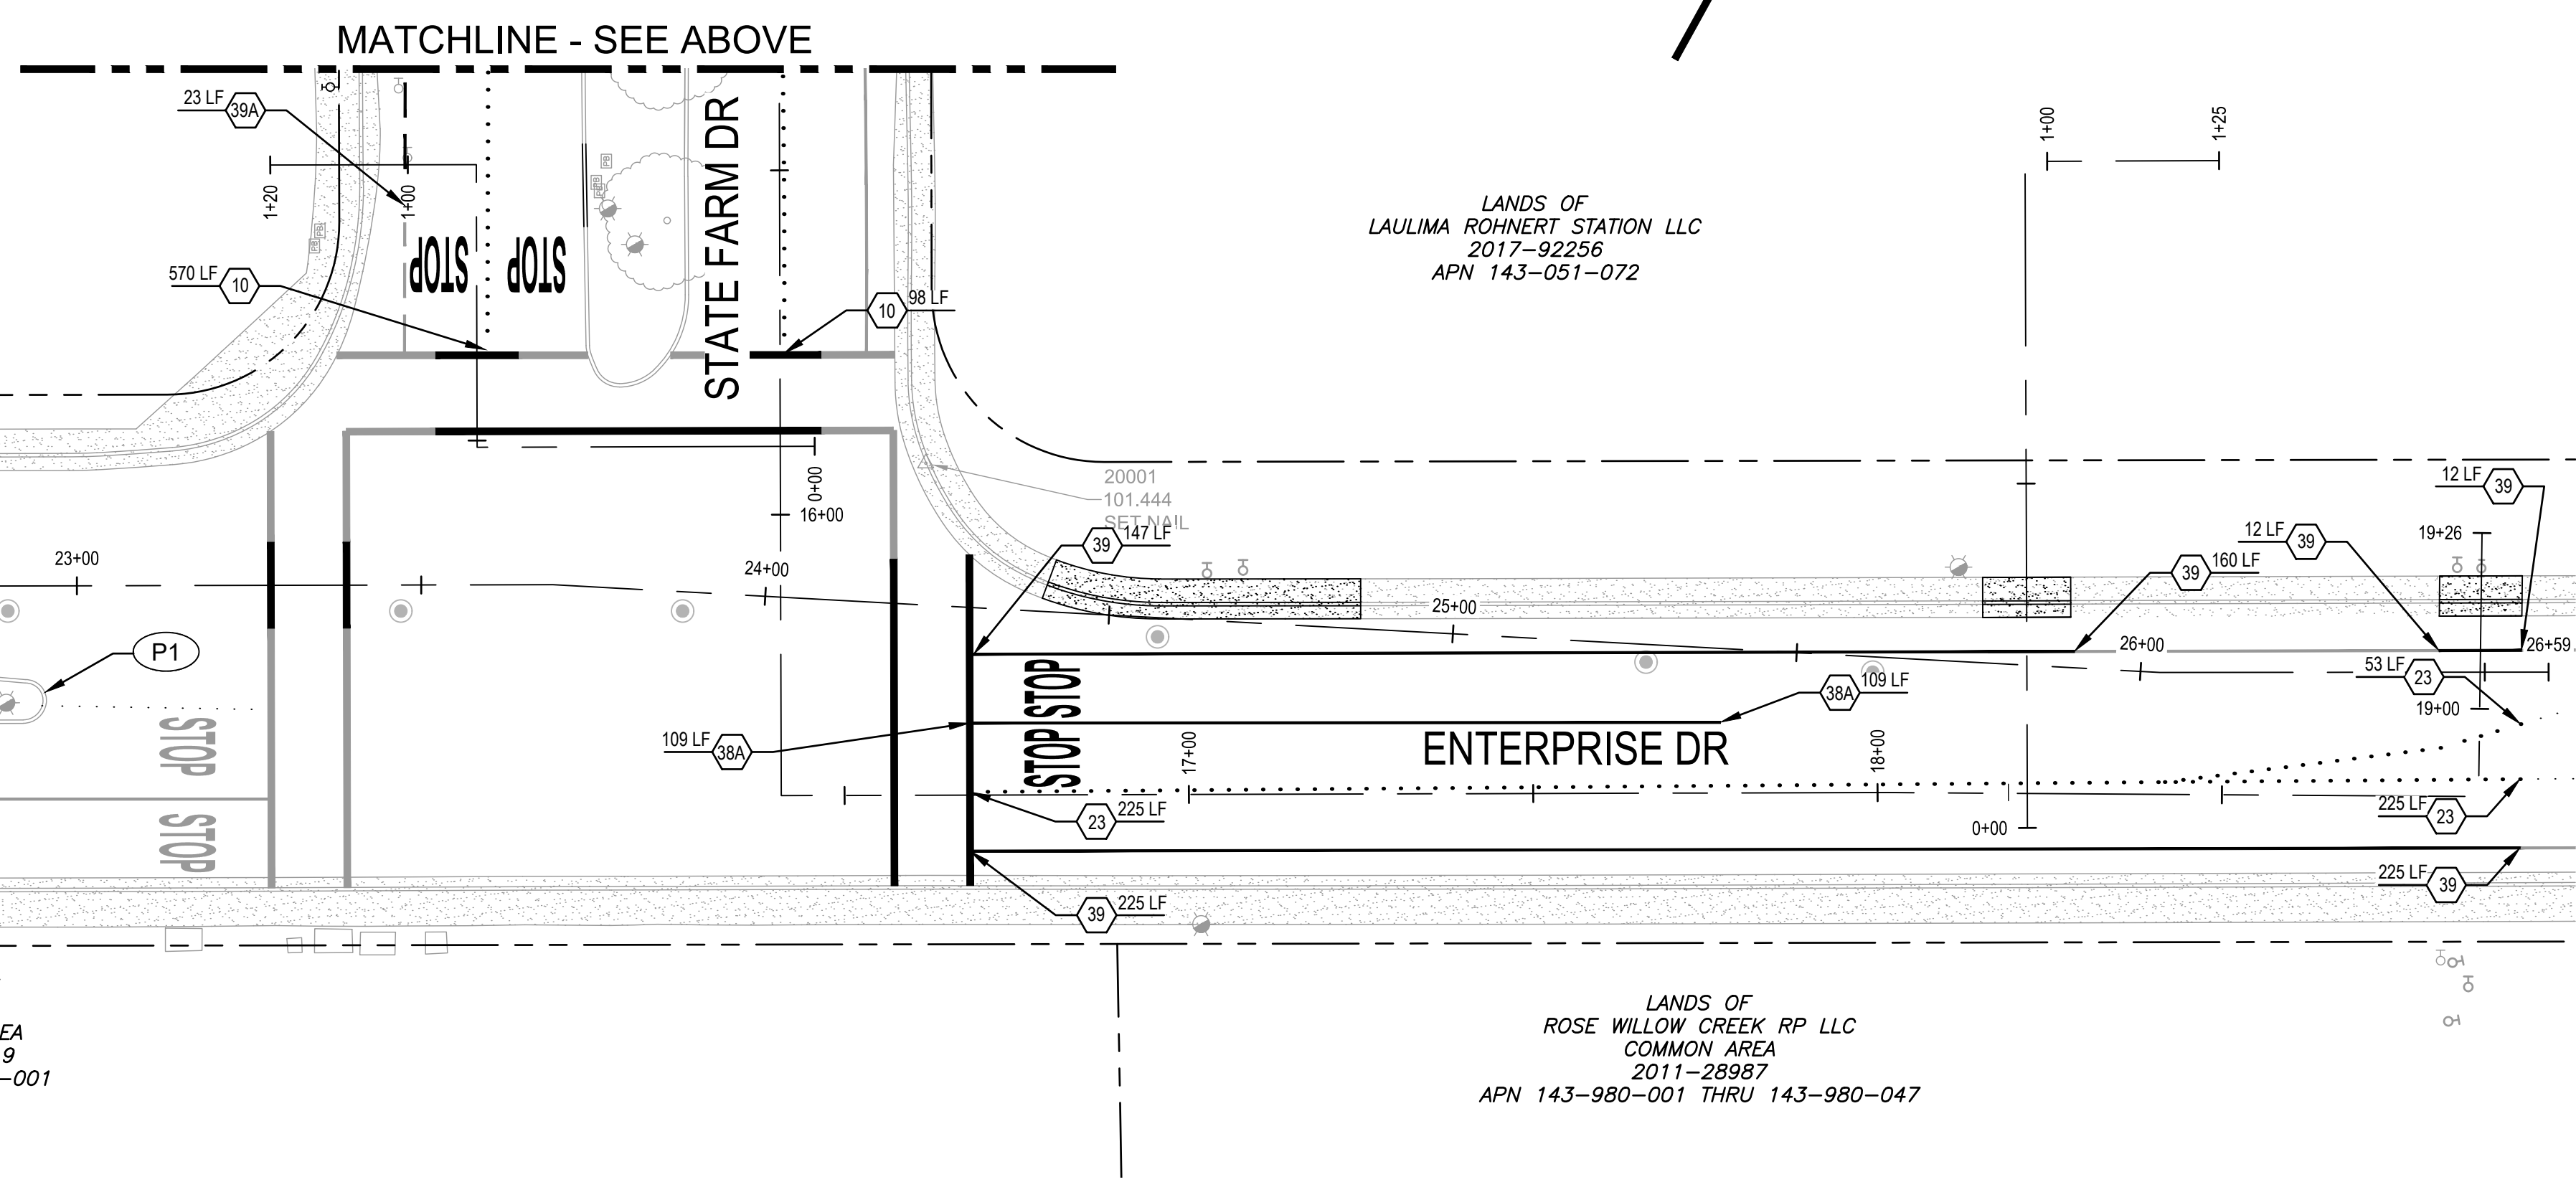 MATCHLINE - SEE ABOVE
23 LF
39A
1+20
1+00
STOP
STOP
PB
PB
PB
PB
PB
STATE FARM DR
570 LF
10
10
98 LF
1+00
1+25
LANDS OF
LAULIMA ROHNERT STATION LLC
2017-92256
APN 143-051-072
0+00
16+00
20001
101.444
SET NAIL
39
147 LF
23+00
24+00
25+00
26+00
26+59
39
160 LF
12 LF
39
12 LF
39
19+26
19+00
53 LF
23
P1
STOP
STOP
STOP
STOP
109 LF
38A
38A
109 LF
ENTERPRISE DR
17+00
18+00
0+00
23
225 LF
225 LF
23
39
225 LF
225 LF
39
EA
9
-001
LANDS OF
ROSE WILLOW CREEK RP LLC
COMMON AREA
2011-28987
APN 143-980-001 THRU 143-980-047